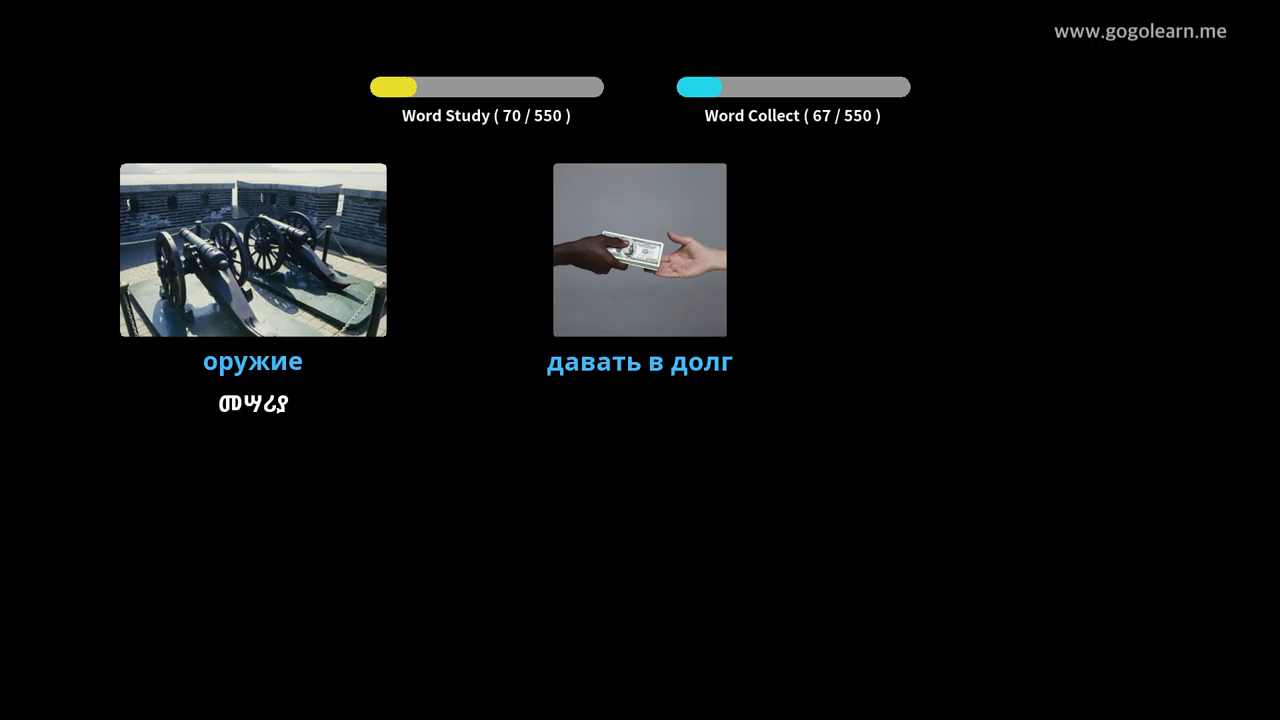 www.gogolearn.me
Word Study ( 70 / 550 )
Word Collect ( 67 / 550 )
оружие
መሣሪያ
давать в долг